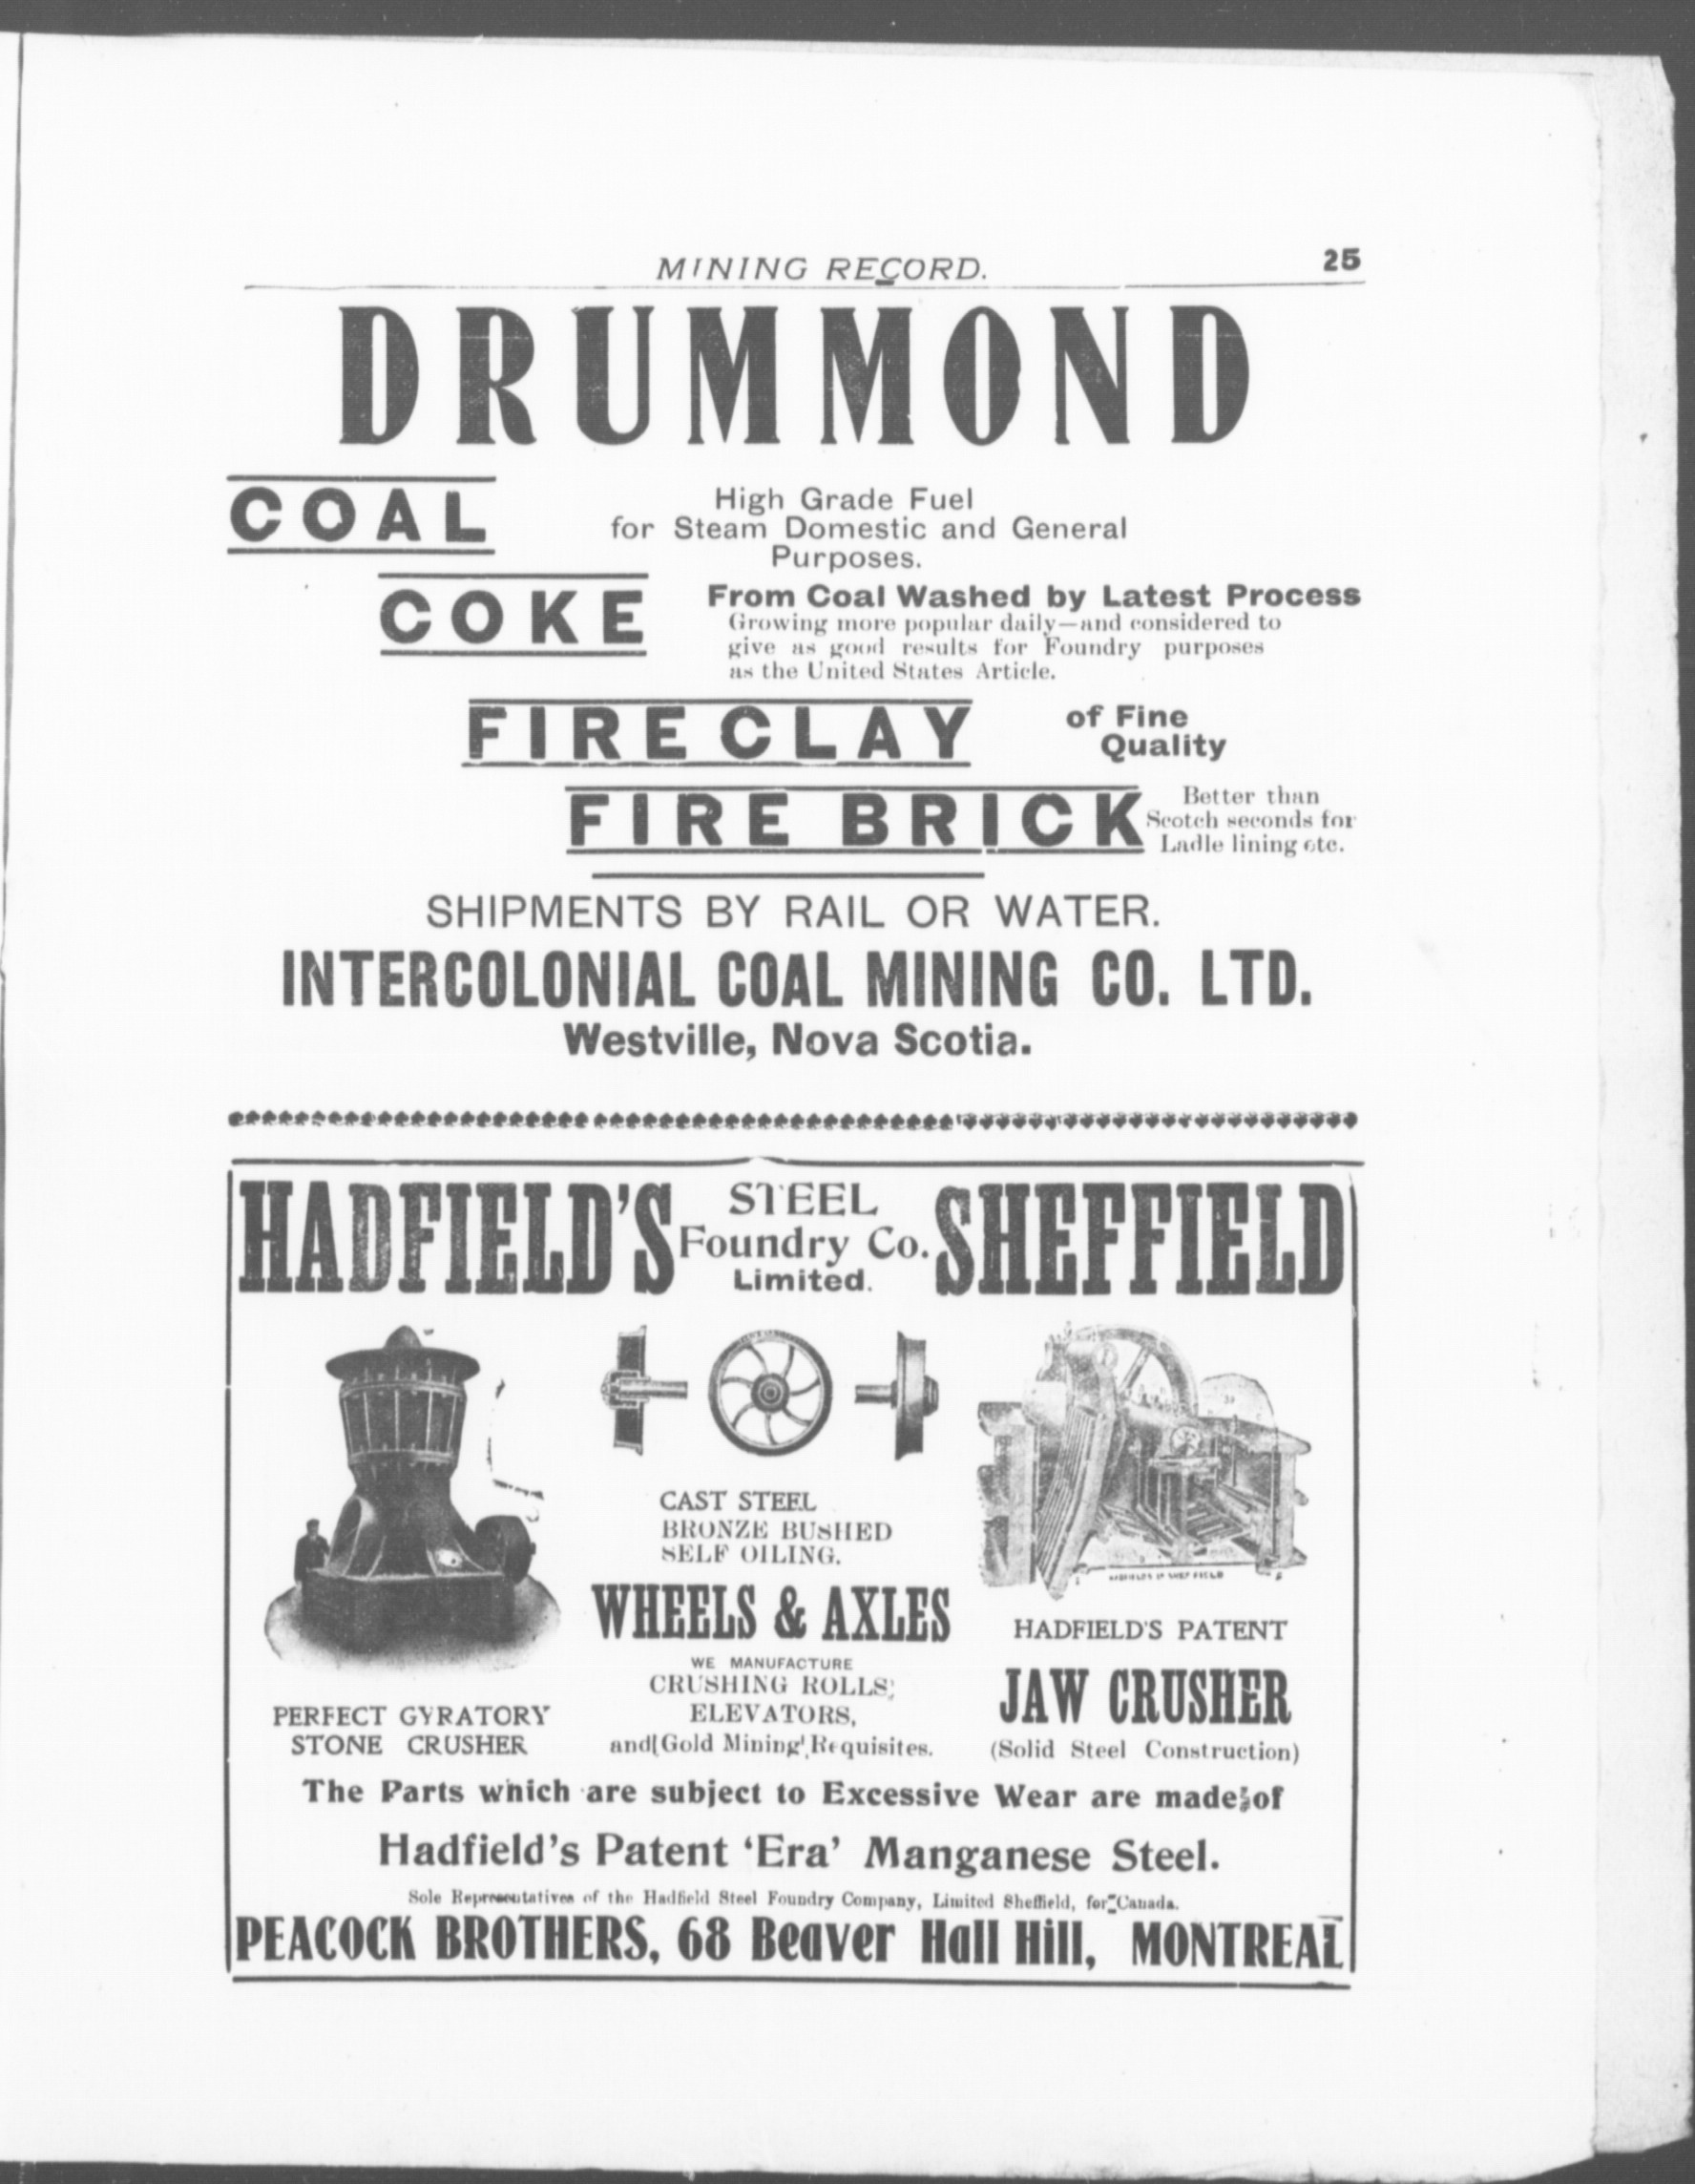 MINING RECORD. 25
DRUMMOND
COAL
High Grade Fuel
for Steam Domestic and General
Purposes.
COKE
From Coal Washed by Latest Process
Growing more popular daily—and considered to
give as good results for Foundry purposes
as the United States Article.
FIRE CLAY
of Fine
Quality
FIRE BRICK
Better than
Scotch seconds for
Ladle lining etc.
SHIPMENTS BY RAIL OR WATER.
INTERCOLONIAL COAL MINING CO. LTD.
Westville, Nova Scotia.
HADFIELD'S STEEL Foundry Co. Limited. SHEFFIELD
CAST STEEL
BRONZE BUSHED
SELF OILING.
WHEELS & AXLES
WE MANUFACTURE
CRUSHING ROLLS,
ELEVATORS,
and Gold Mining Requisites.
PERFECT GYRATORY
STONE CRUSHER
HADFIELDS SHEFFIELD
HADFIELD'S PATENT
JAW CRUSHER
(Solid Steel Construction)
The Parts which are subject to Excessive Wear are made of
Hadfield's Patent 'Era' Manganese Steel.
Sole Representatives of the Hadfield Steel Foundry Company, Limited Sheffield, for Canada.
PEACOCK BROTHERS, 68 Beaver Hall Hill, MONTREAL